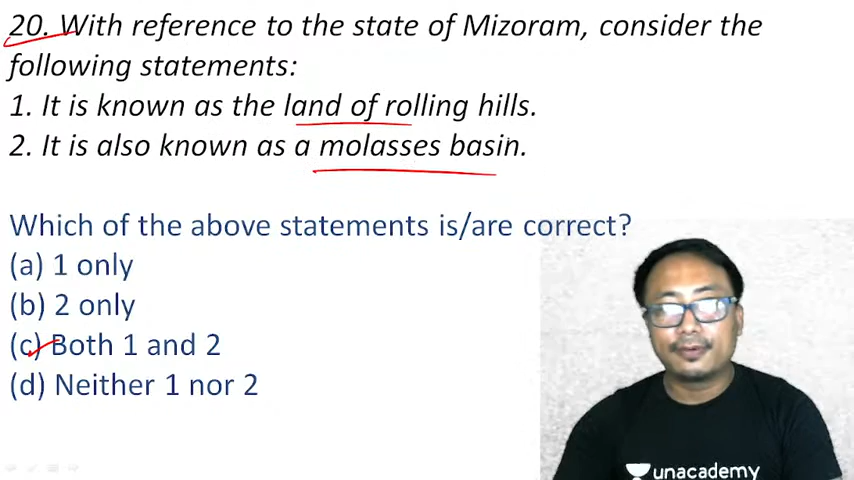 20. With reference to the state of Mizoram, consider the
following statements:
1. It is known as the land of rolling hills.
2. It is also known as a molasses basin.
Which of the above statements is/are correct?
(a) 1 only
(b) 2 only
(c) Both 1 and 2
(d) Neither 1 nor 2
unacademy